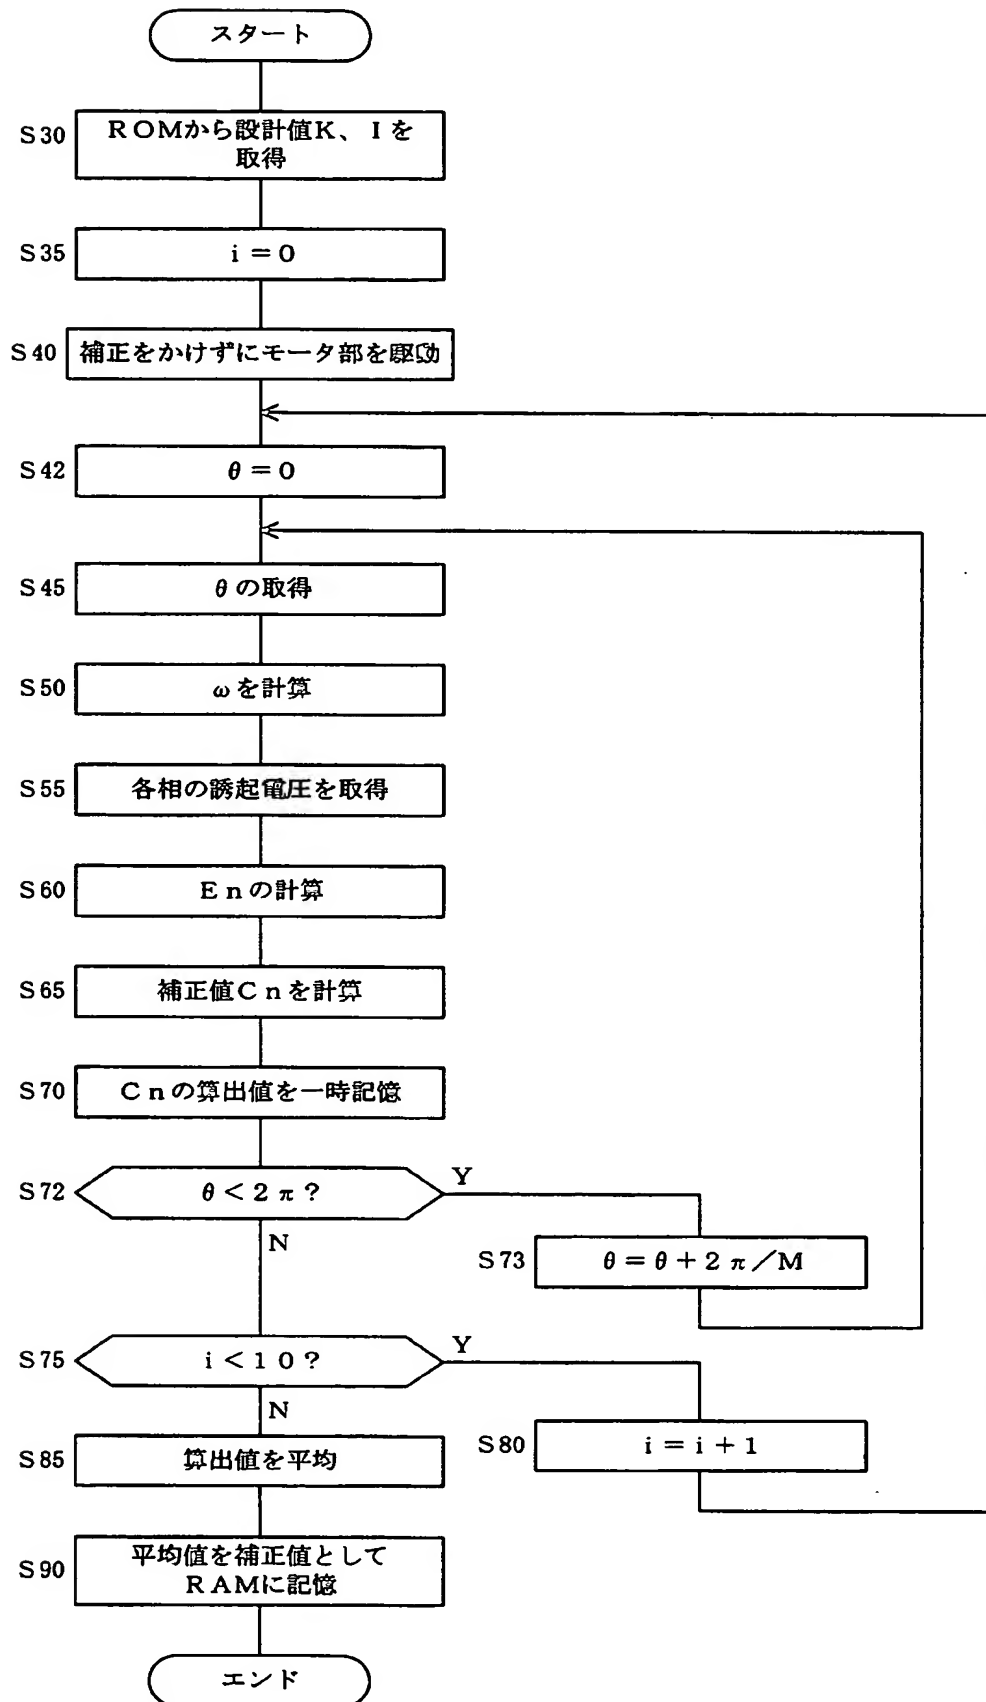 スタート
S30
ROMから設計値K、Iを
取得
S35
i＝0
S40
補正をかけずにモータ部を駆動
S42
θ＝0
S45
θの取得
S50
ωを計算
S55
各相の誘起電圧を取得
S60
Enの計算
S65
補正値Cnを計算
S70
Cnの算出値を一時記憶
S72
θ＜2π？
Y
N
S73
θ＝θ＋2π／M
S75
i＜10？
Y
N
S80
i＝i＋1
S85
算出値を平均
S90
平均値を補正値として
RAMに記憶
エンド